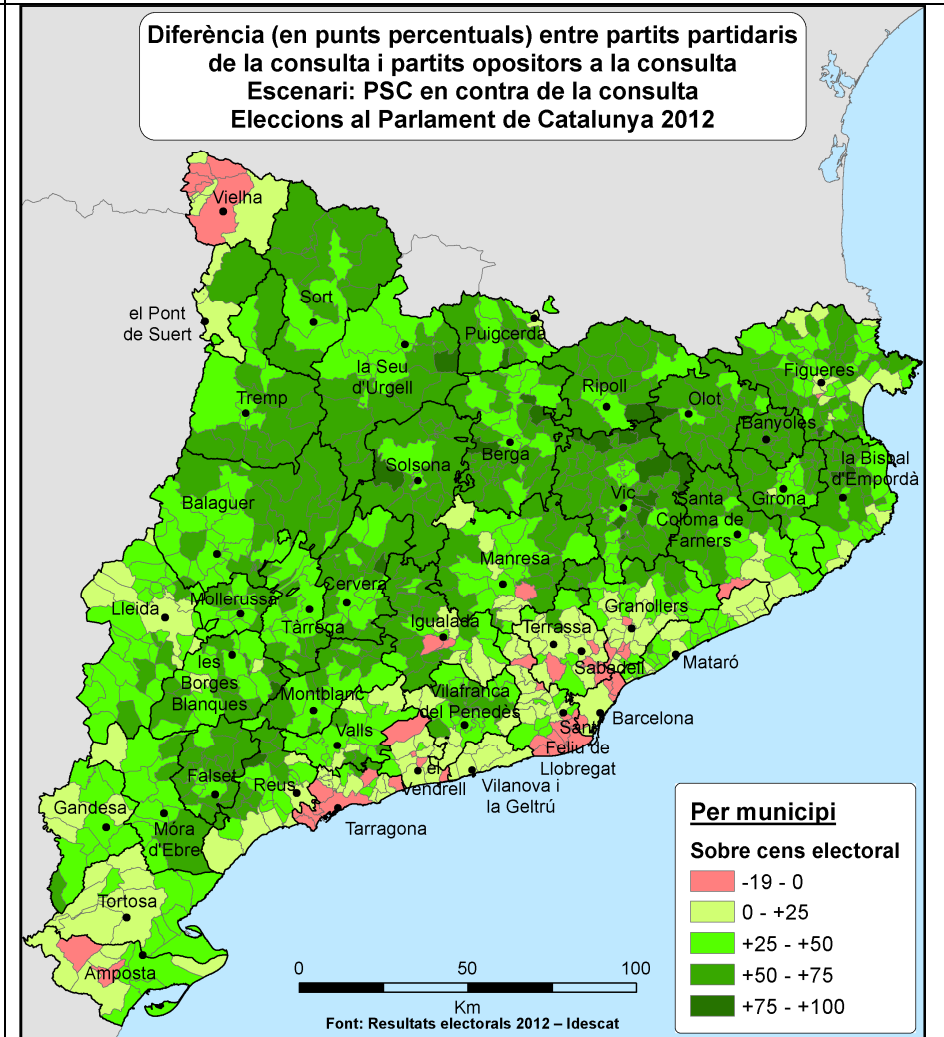 Diferència (en punts percentuals) entre partits partidaris
de la consulta i partits opositors a la consulta
Escenari: PSC en contra de la consulta
Eleccions al Parlament de Catalunya 2012
Vielha
el Pont
de Suert
Sort
Puigcerdà
la Seu
d'Urgell
Figueres
Ripoll
Olot
Tremp
Banyoles
Berga
la Bisbal
d'Empordà
Solsona
Vic
Girona
Balaguer
Santa
Coloma de
Farners
Manresa
Cervera
Mollerussa
Lleida
Granollers
Igualada
Tàrrega
Terrassa
les
Borges
Blanques
Sabadell
Mataró
Montblanc
Vilafranca
del Penedès
Barcelona
Valls
Sant
Feliu de
Llobregat
Falset
Reus
el
Vendrell
Vilanova i
la Geltrú
Gandesa
Móra
d'Ebre
Tarragona
Tortosa
Amposta
Per municipi
Sobre cens electoral
-19 - 0
0 - +25
+25 - +50
+50 - +75
+75 - +100
0 50 100
Km
Font: Resultats electorals 2012 – Idescat